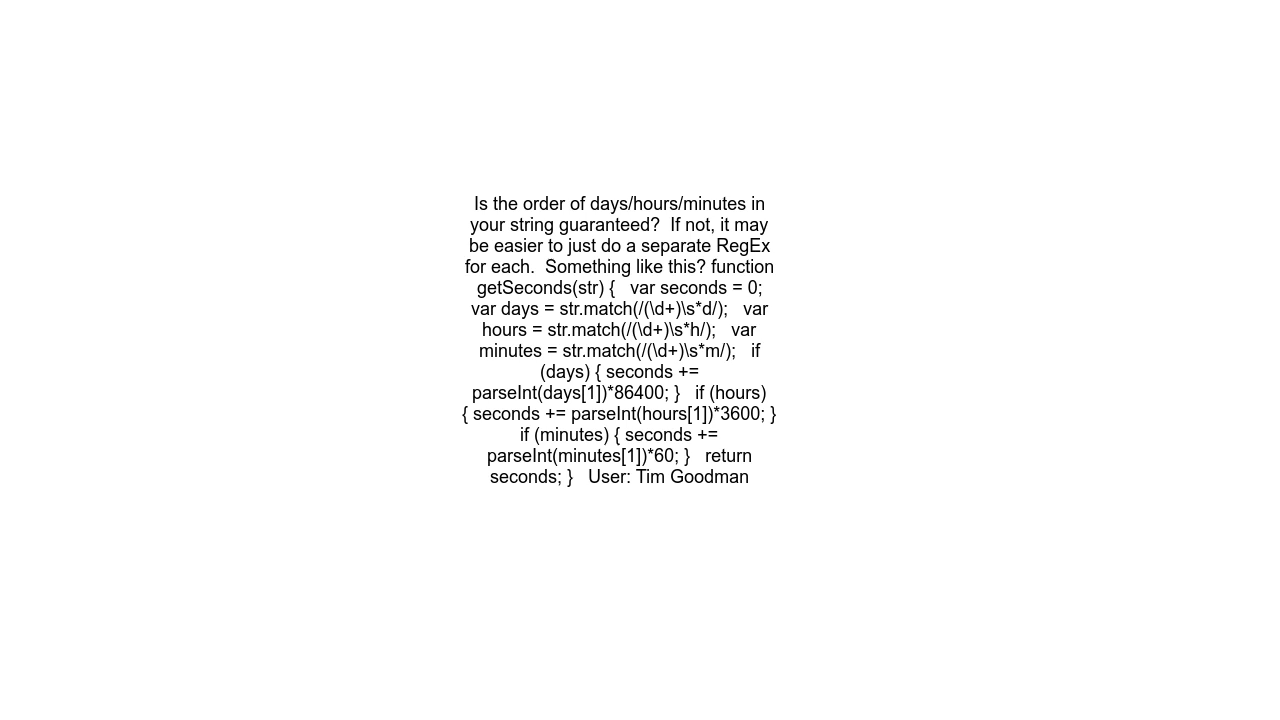 Is the order of days/hours/minutes in
your string guaranteed?  If not, it may
be easier to just do a separate RegEx
for each.  Something like this? function
getSeconds(str) {   var seconds = 0;
var days = str.match(/(\d+)\s*d/);   var
hours = str.match(/(\d+)\s*h/);   var
minutes = str.match(/(\d+)\s*m/);   if
(days) { seconds +=
parseInt(days[1])*86400; }   if (hours)
{ seconds += parseInt(hours[1])*3600; }
if (minutes) { seconds +=
parseInt(minutes[1])*60; }   return
seconds; }   User: Tim Goodman